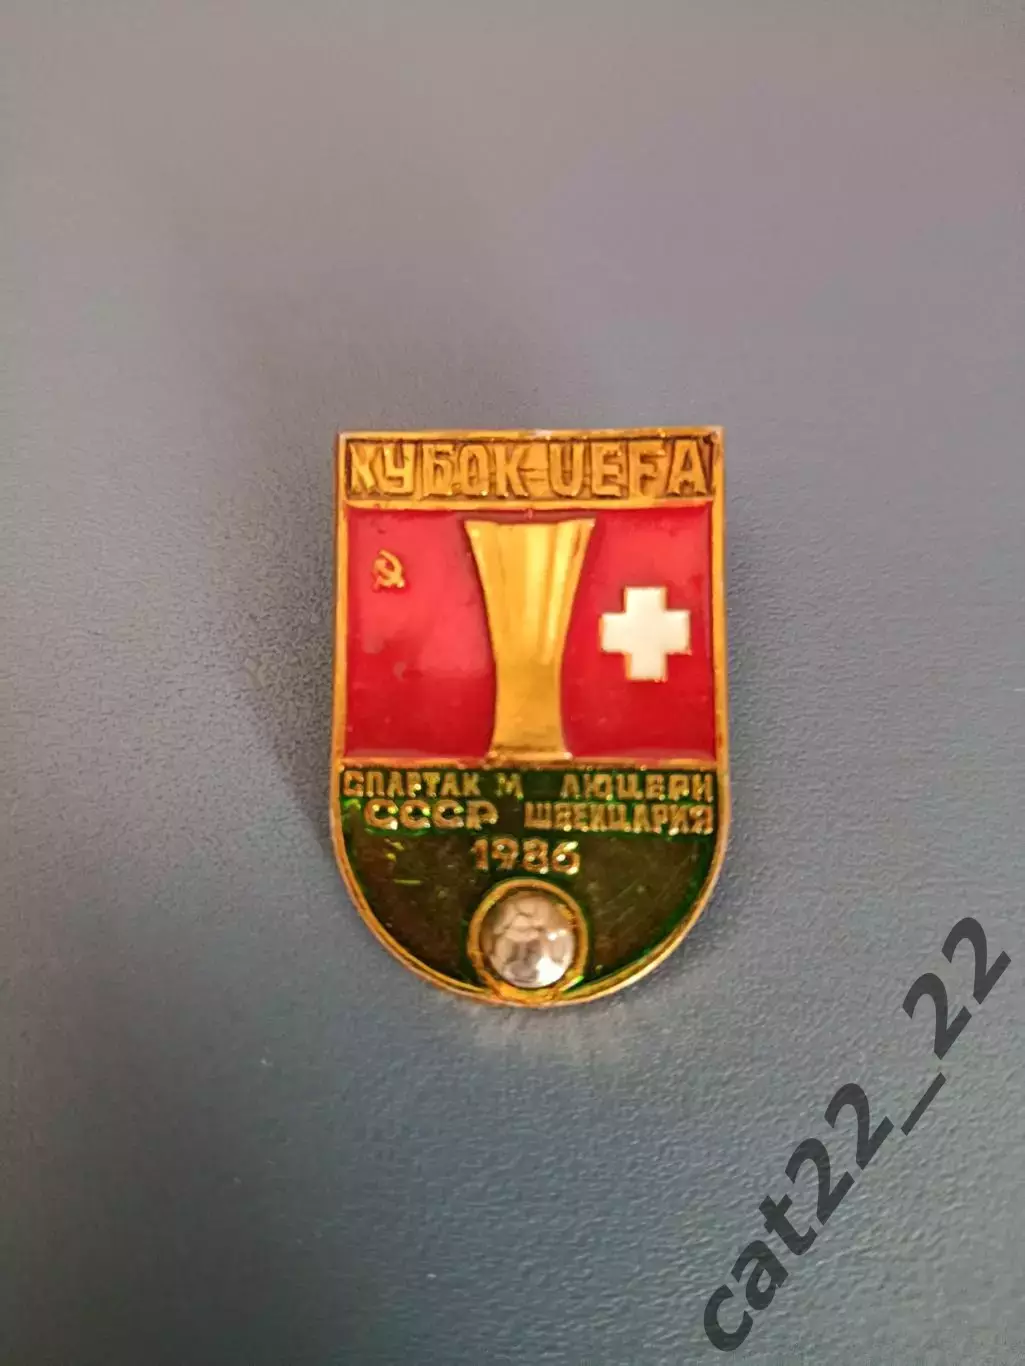 КУБОК UEFA
СПАРТАК М ЛЮЦЕРН
СССР ШВЕЙЦАРИЯ
1986
cat22_22